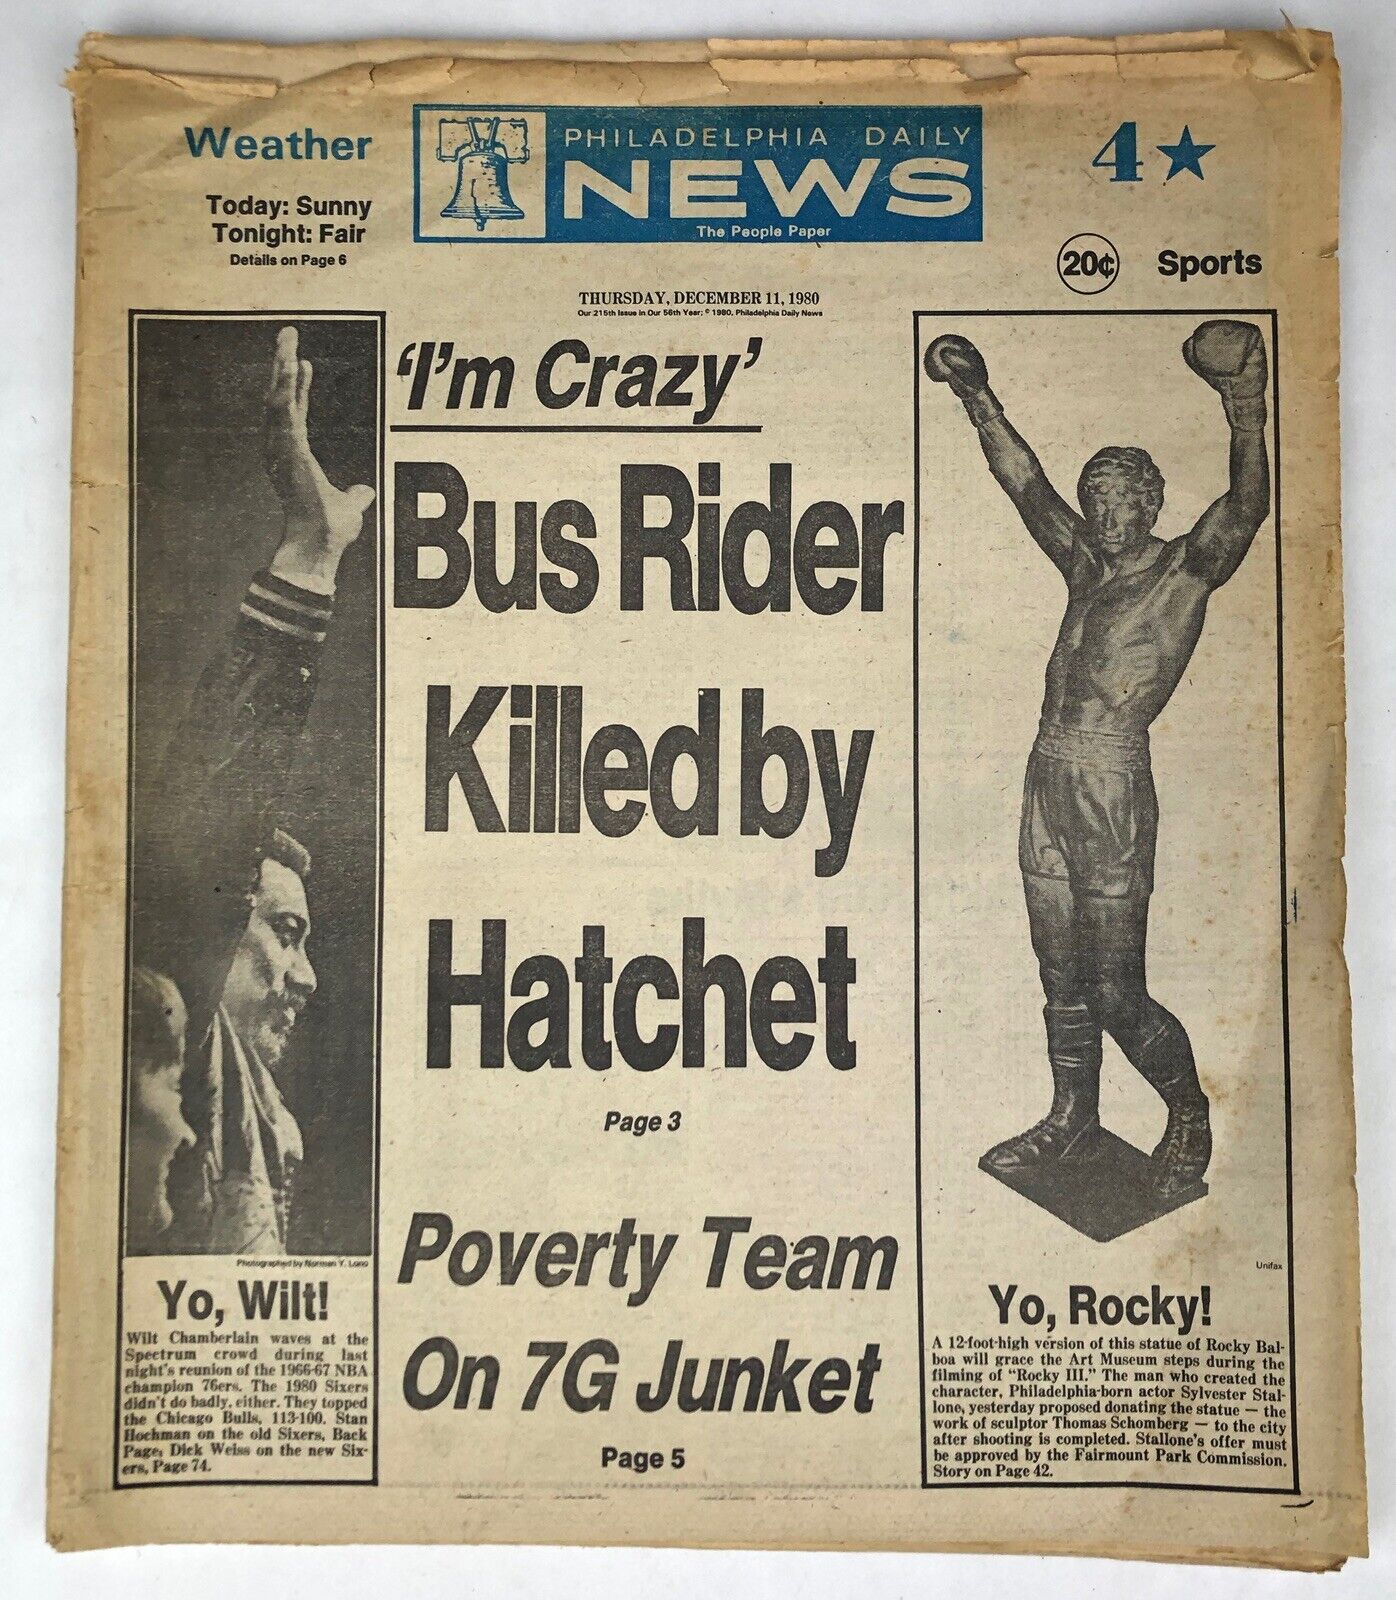 Weather
Today: Sunny
Tonight: Fair
Details on Page 6
PHILADELPHIA DAILY
NEWS
The People Paper
4★
20¢
Sports
THURSDAY, DECEMBER 11, 1980
Our 215th Issue in Our 56th Year; © 1980, Philadelphia Daily News
'I'm Crazy'
Bus Rider
Killed by
Hatchet
Page 3
Poverty Team
On 7G Junket
Page 5
Photographed by Norman Y. Lono
Yo, Wilt!
Wilt Chamberlain waves at the
Spectrum crowd during last
night's reunion of the 1966-67 NBA
champion 76ers. The 1980 Sixers
didn't do badly, either. They topped
the Chicago Bulls, 113-100. Stan
Hochman on the old Sixers, Back
Page; Dick Weiss on the new Six-
ers, Page 74.
Unifax
Yo, Rocky!
A 12-foot-high version of this statue of Rocky Bal-
boa will grace the Art Museum steps during the
filming of "Rocky III." The man who created the
character, Philadelphia-born actor Sylvester Stal-
lone, yesterday proposed donating the statue — the
work of sculptor Thomas Schomberg — to the city
after shooting is completed. Stallone's offer must
be approved by the Fairmount Park Commission.
Story on Page 42.